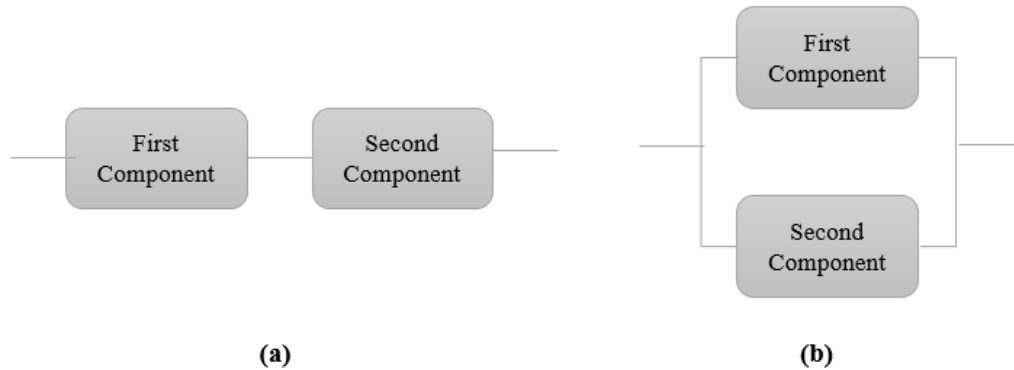 First
Component
Second
Component
(a)
First
Component
Second
Component
(b)